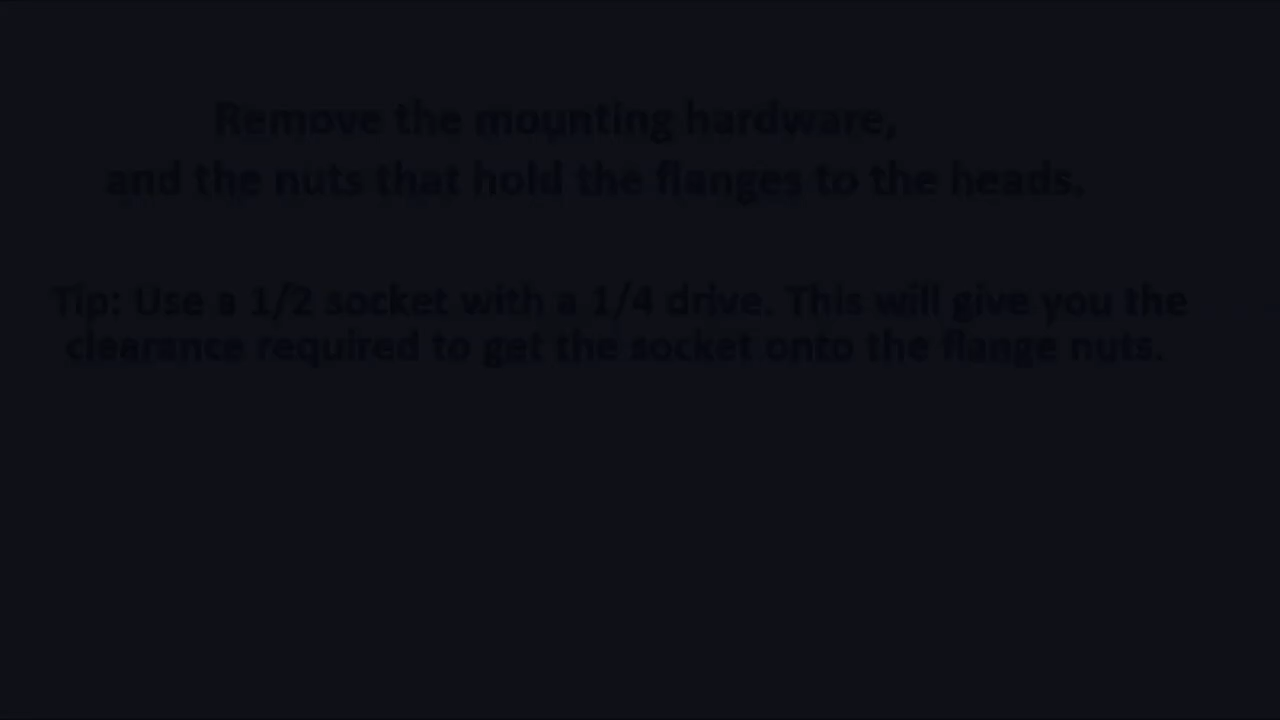 Remove the mounting hardware,
and the nuts that hold the flanges to the heads.
Tip: Use a 1/2 socket with a 1/4 drive. This will give you the
clearance required to get the socket onto the flange nuts.